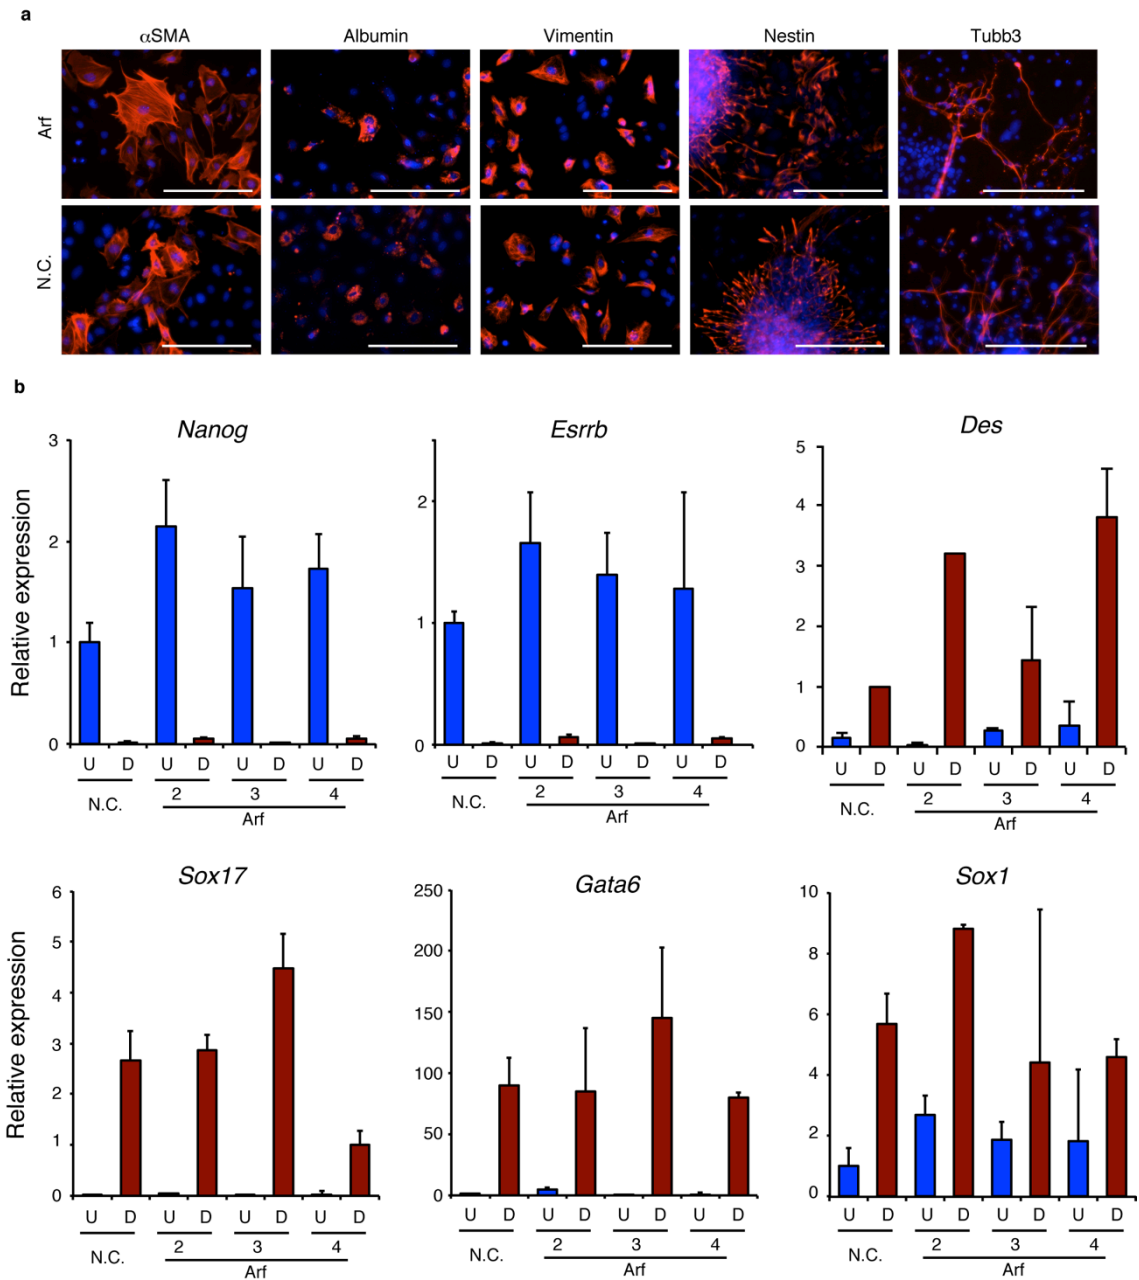 a
αSMA Albumin Vimentin Nestin Tubb3
Arf
N.C.
b
Nanog Esrrb Des
Relative expression
3
2
1
0
U D U D U D U D
N.C. 2 3 4
Arf
2
1
0
U D U D U D U D
N.C. 2 3 4
Arf
5
4
3
2
1
0
U D U D U D U D
N.C. 2 3 4
Arf
Sox17 Gata6 Sox1
Relative expression
6
5
4
3
2
1
0
U D U D U D U D
N.C. 2 3 4
Arf
250
200
150
100
50
0
U D U D U D U D
N.C. 2 3 4
Arf
10
8
6
4
2
0
U D U D U D U D
N.C. 2 3 4
Arf